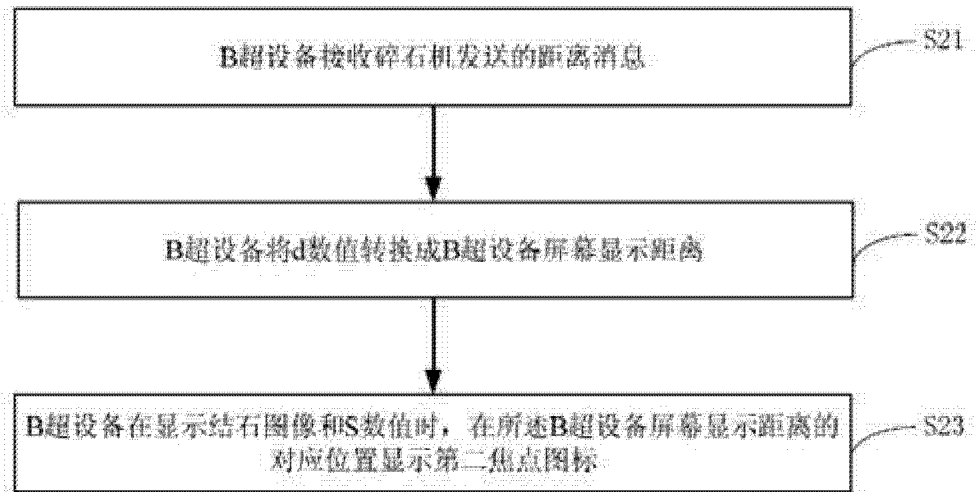 B超设备接收碎石机发送的距离消息
S21
B超设备将d数值转换成B超设备屏幕显示距离
S22
B超设备在显示结石图像和S数值时，在所述B超设备屏幕显示距离的
对应位置显示第二焦点图标
S23